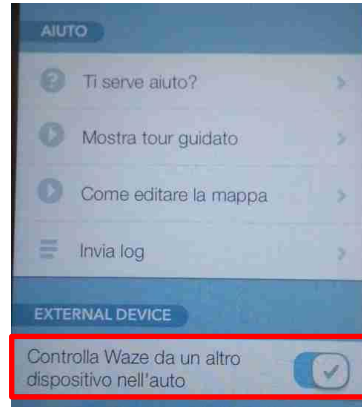 AIUTO
Ti serve aiuto?
Mostra tour guidato
Come editare la mappa
Invia log
EXTERNAL DEVICE
Controlla Waze da un altro
dispositivo nell'auto